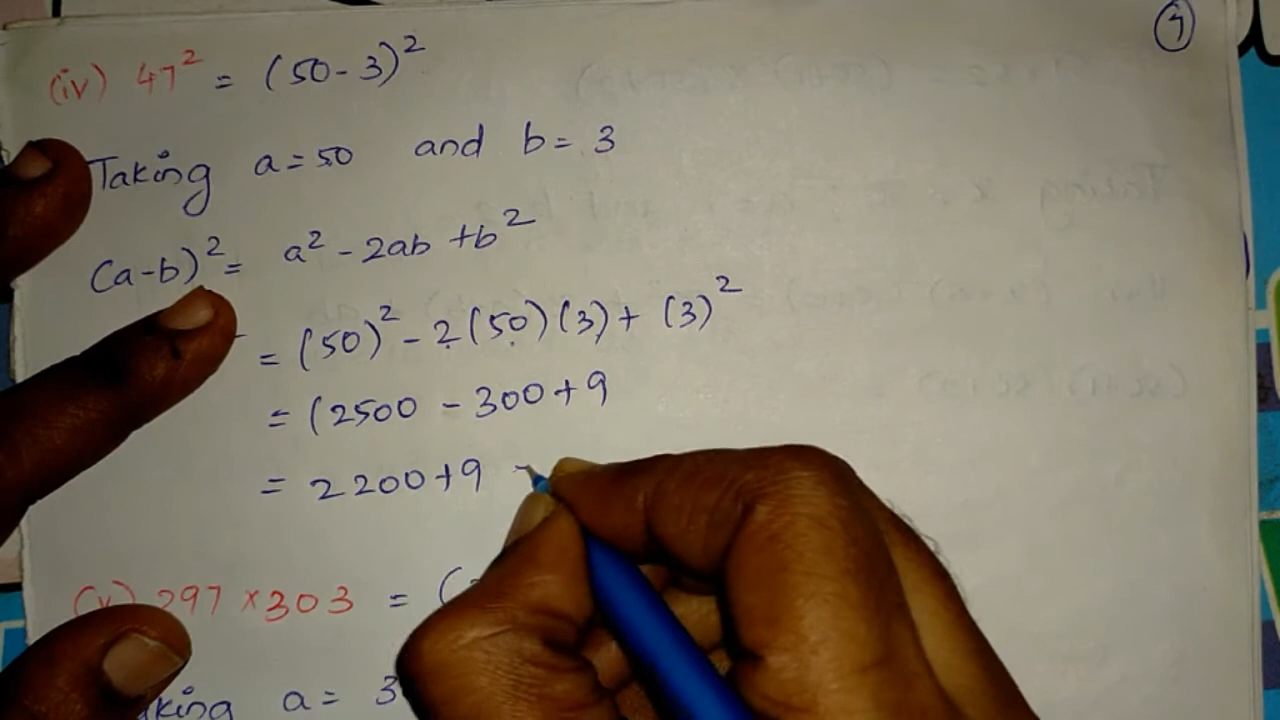 ④
(iv) 47² = (50-3)²
Taking a=50 and b=3
(a-b)² = a² - 2ab + b²
= (50)² - 2(50)(3) + (3)²
= (2500 - 300+9
= 2200+9
(v) 297 × 303 = (
a = 3